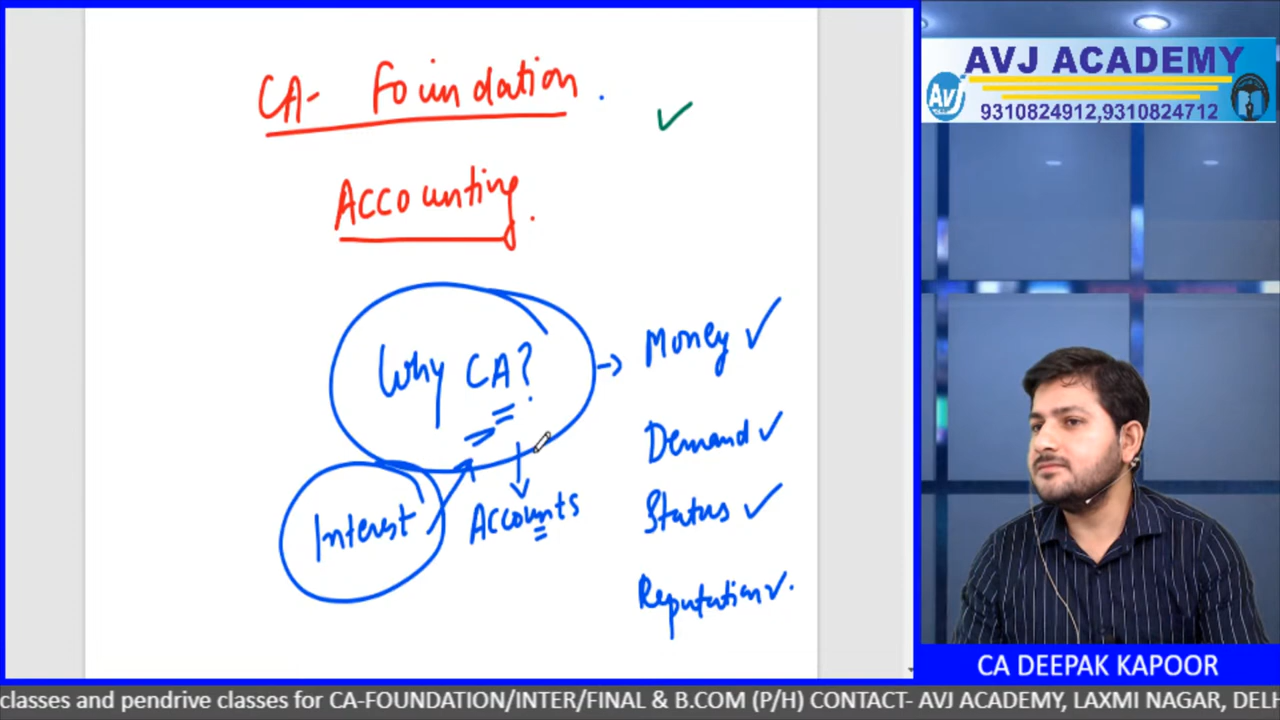 CA- Foundation.
Accounting.
Why CA?
Interest
Accounts
Money
Demand
Status
Reputation
AVJ ACADEMY
AVJ
9310824912,9310824712
CA DEEPAK KAPOOR
classes and pendrive classes for CA-FOUNDATION/INTER/FINAL & B.COM (P/H) CONTACT- AVJ ACADEMY, LAXMI NAGAR, DELH